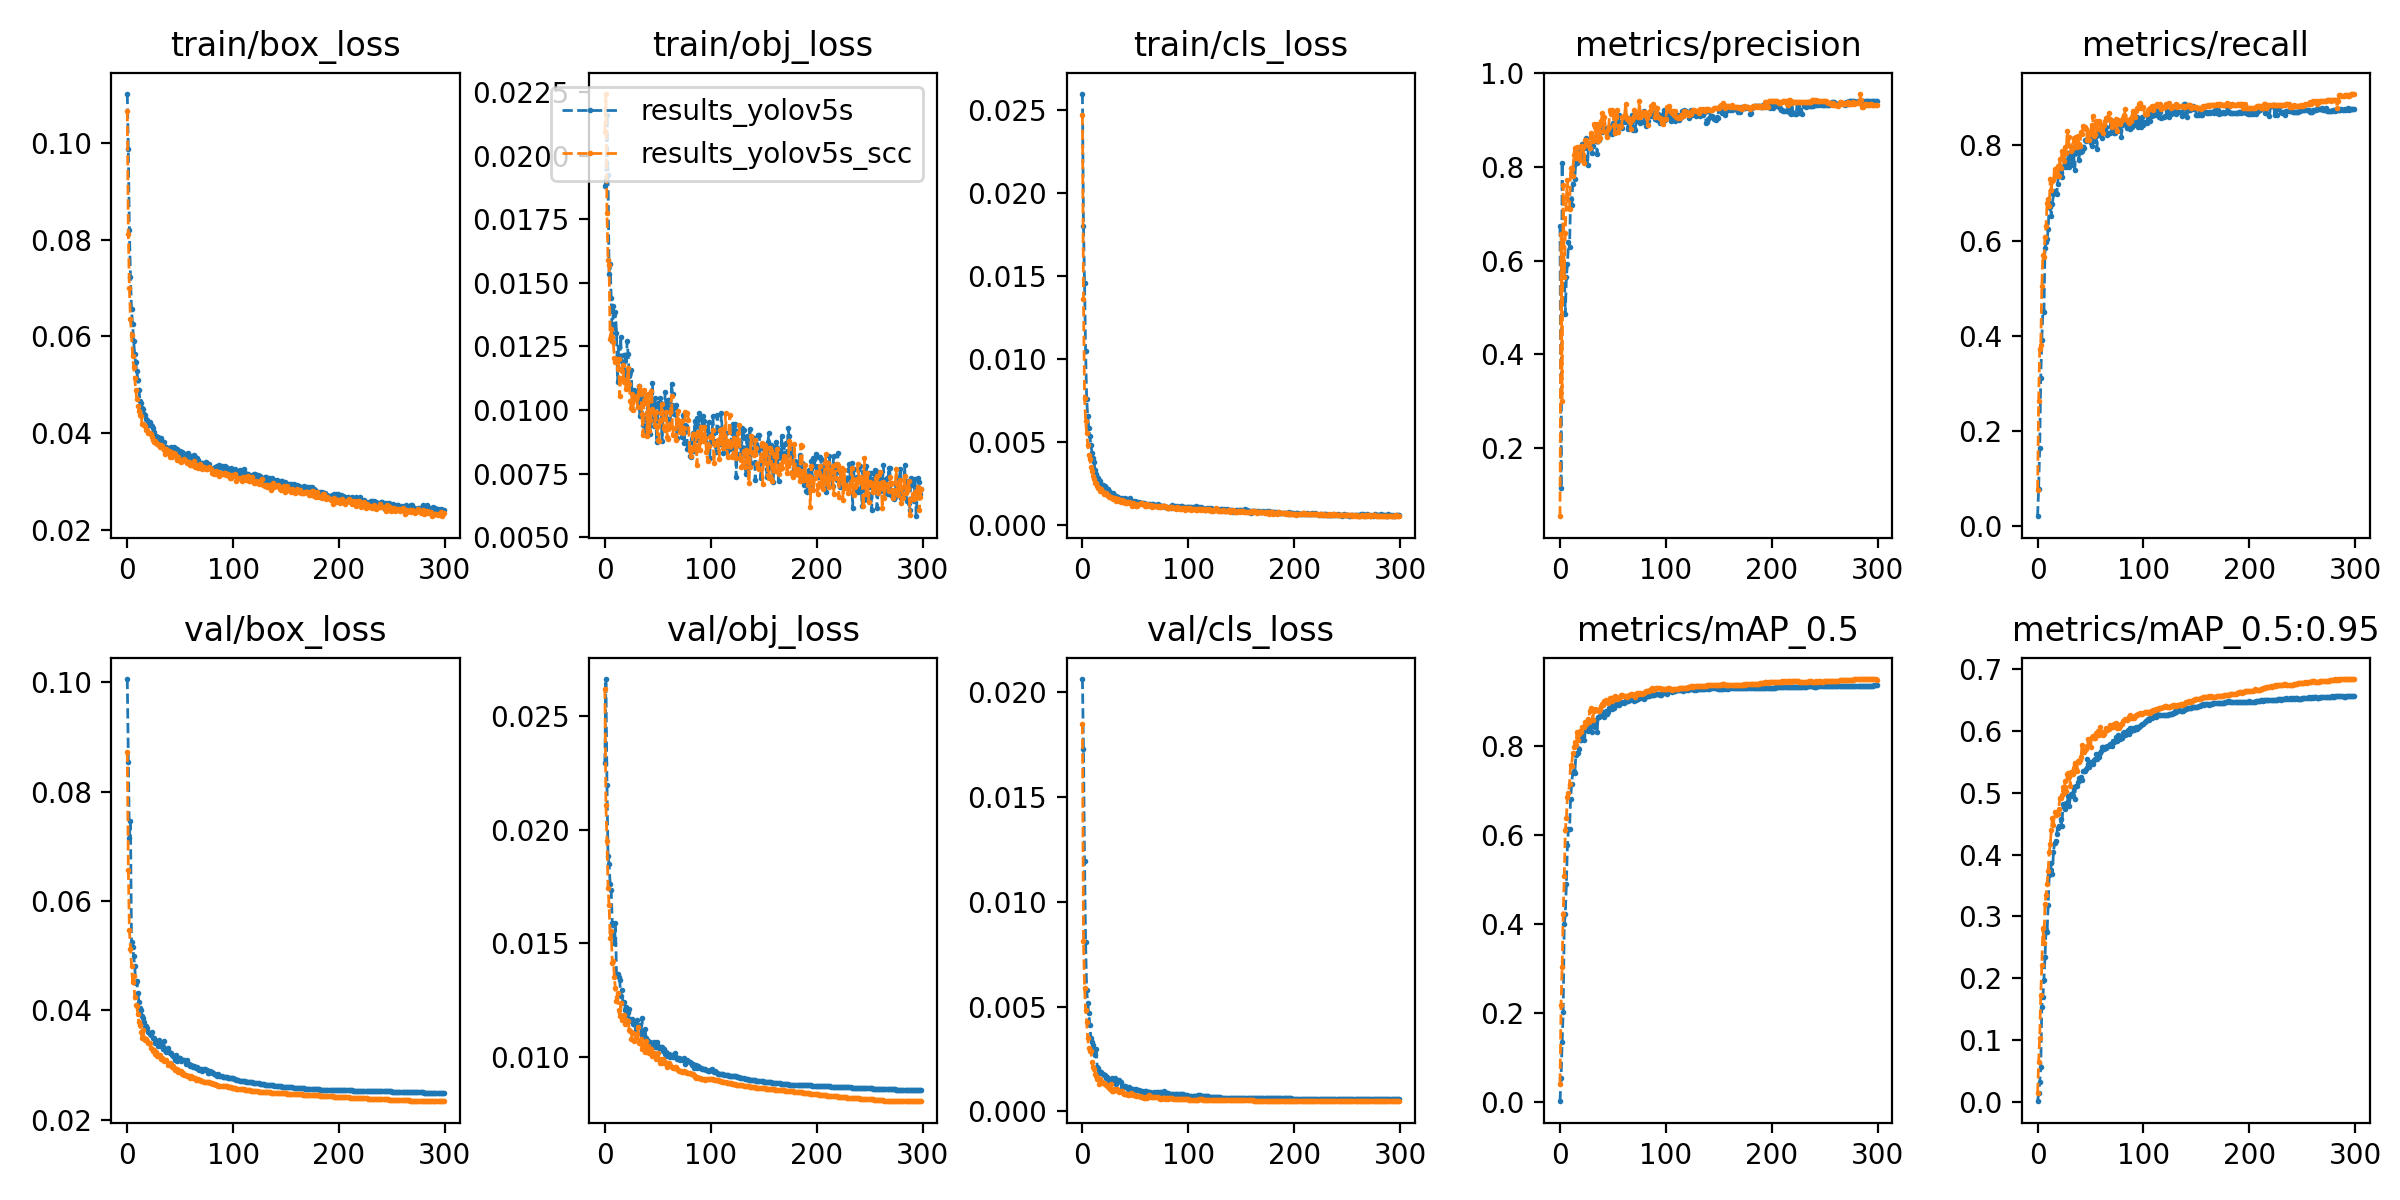 train/box_loss
0.10
0.08
0.06
0.04
0.02
0 100 200 300
train/obj_loss
0.0225
0.0200
0.0175
0.0150
0.0125
0.0100
0.0075
0.0050
0 100 200 300
results_yolov5s
results_yolov5s_scc
train/cls_loss
0.025
0.020
0.015
0.010
0.005
0.000
0 100 200 300
metrics/precision
1.0
0.8
0.6
0.4
0.2
0 100 200 300
metrics/recall
0.8
0.6
0.4
0.2
0.0
0 100 200 300
val/box_loss
0.10
0.08
0.06
0.04
0.02
0 100 200 300
val/obj_loss
0.025
0.020
0.015
0.010
0 100 200 300
val/cls_loss
0.020
0.015
0.010
0.005
0.000
0 100 200 300
metrics/mAP_0.5
0.8
0.6
0.4
0.2
0.0
0 100 200 300
metrics/mAP_0.5:0.95
0.7
0.6
0.5
0.4
0.3
0.2
0.1
0.0
0 100 200 300